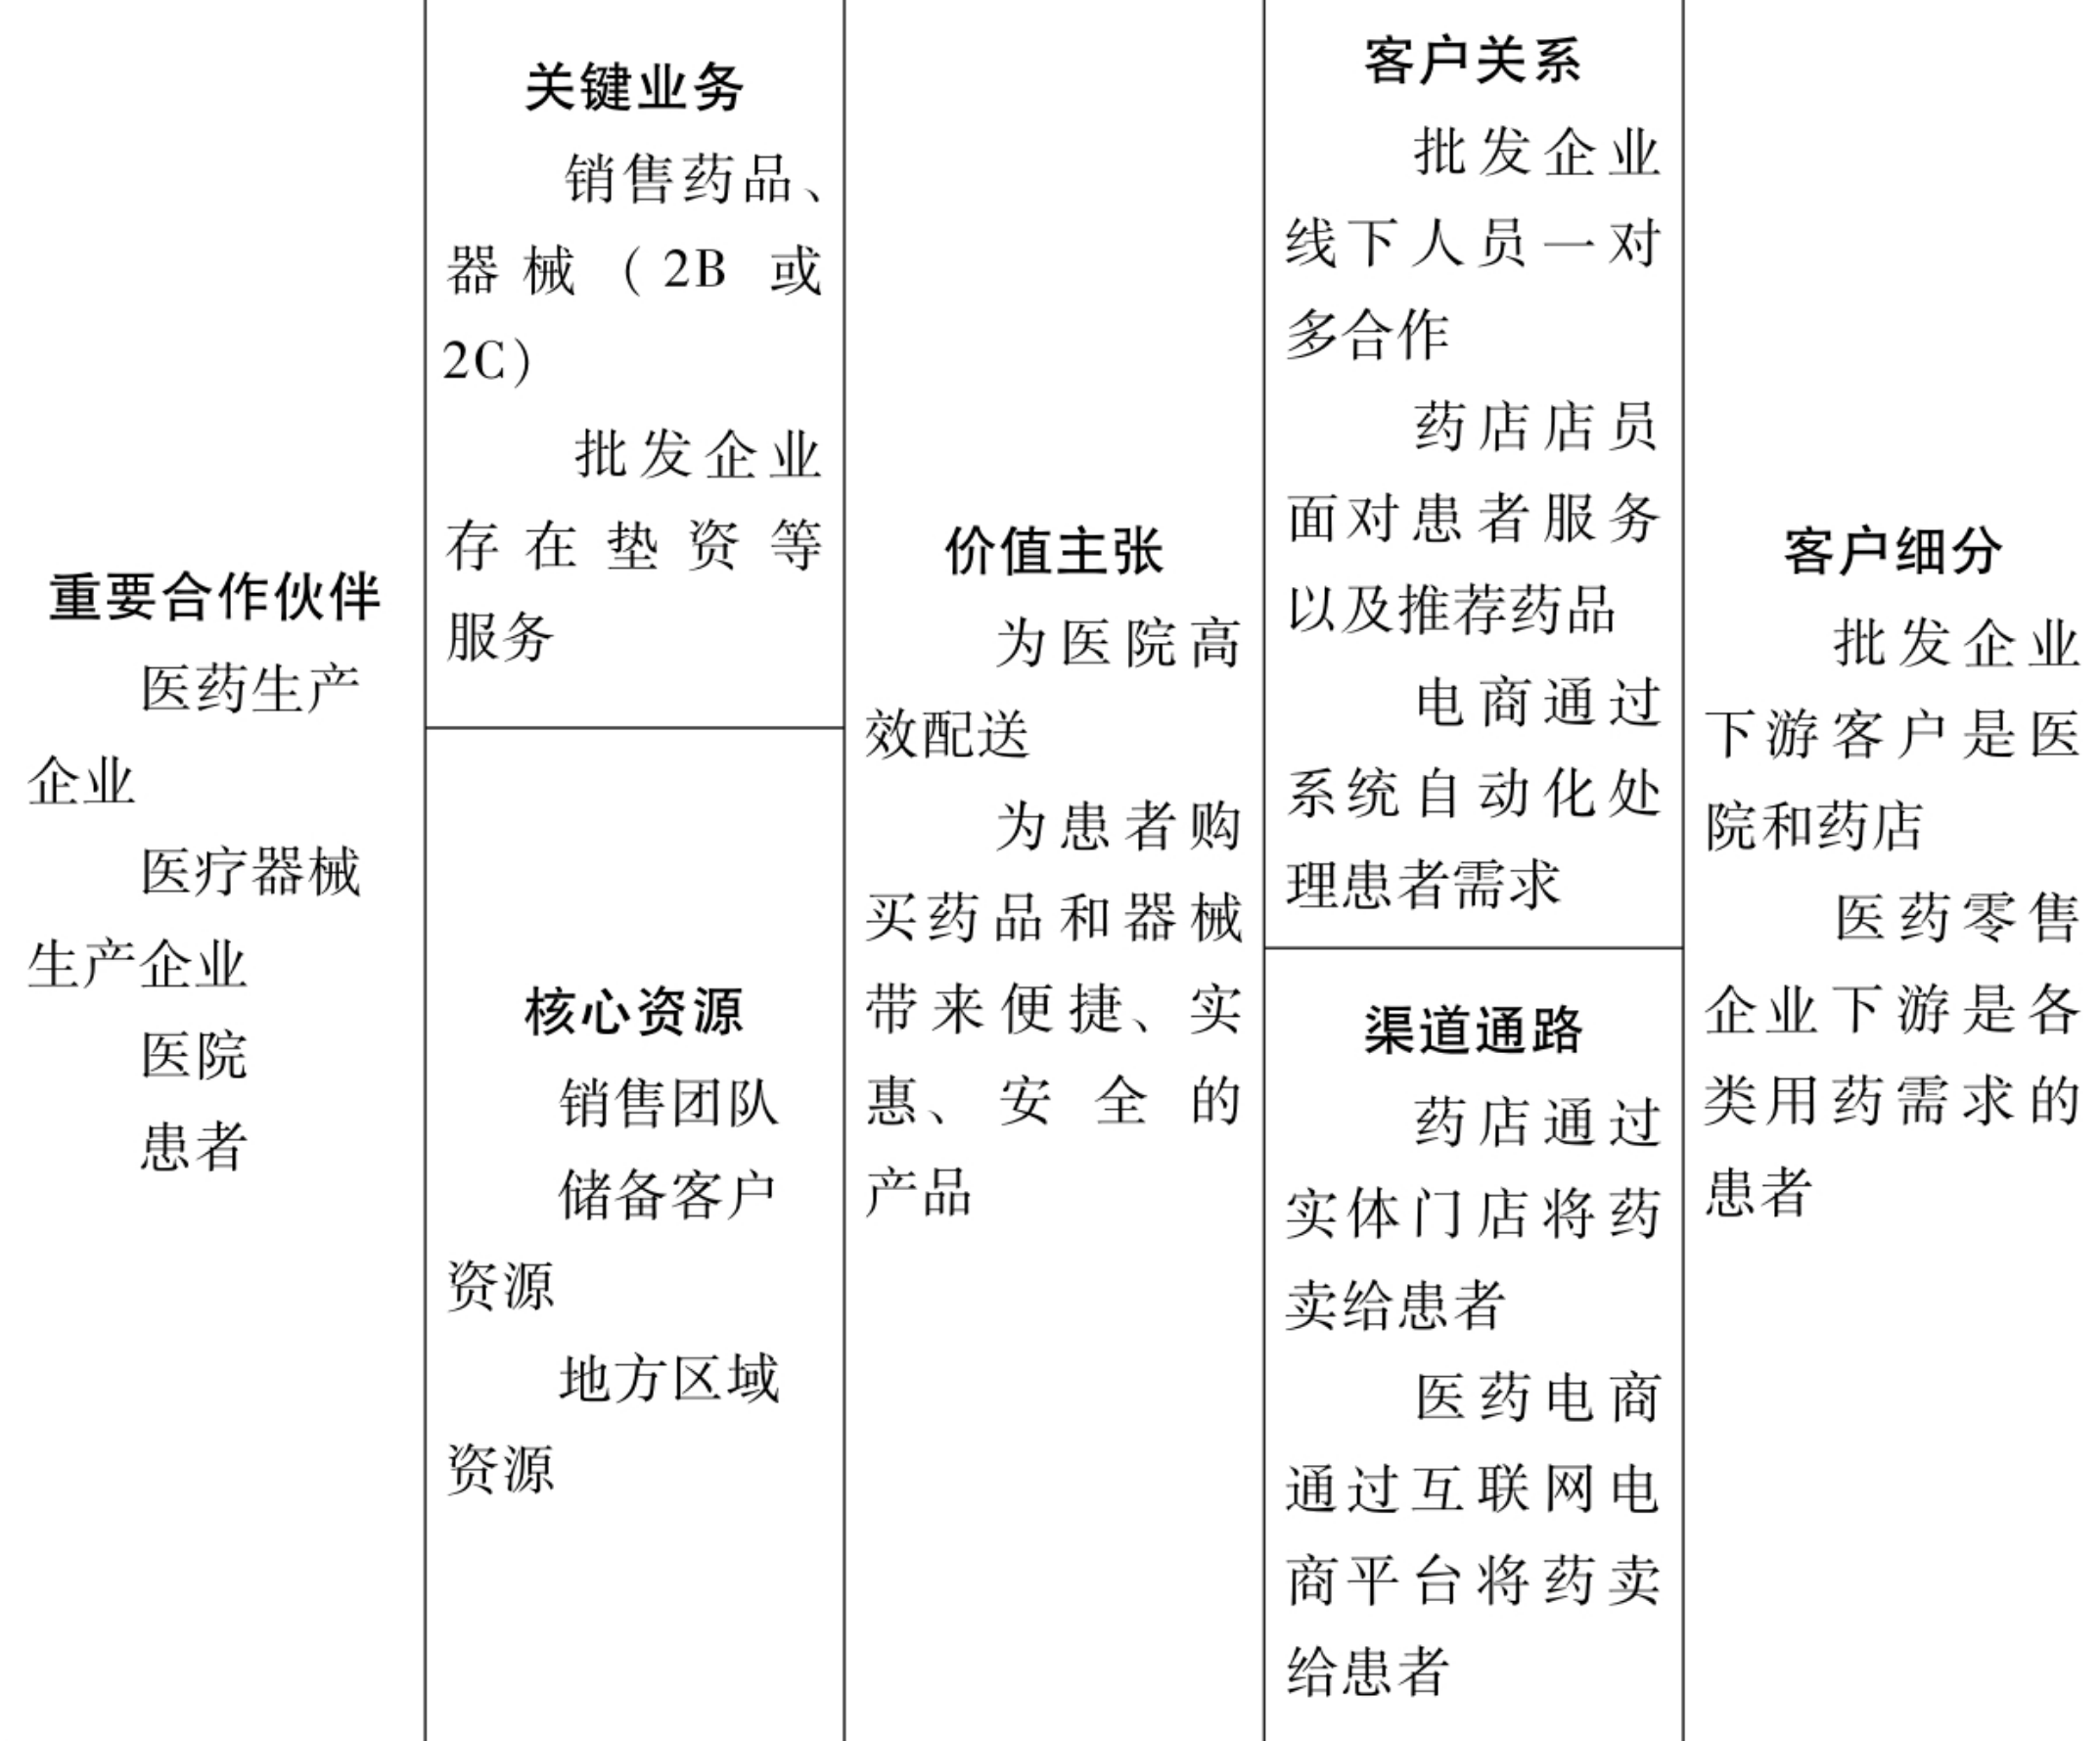 重要合作伙伴
医药生产
企业
医疗器械
生产企业
医院
患者
关键业务
销售药品、
器械（2B 或
2C）
批发企业
存在垫资等
服务
核心资源
销售团队
储备客户
资源
地方区域
资源
价值主张
为医院高
效配送
为患者购
买药品和器械
带来便捷、实
惠、安全的
产品
客户关系
批发企业
线下人员一对
多合作
药店店员
面对患者服务
以及推荐药品
电商通过
系统自动化处
理患者需求
渠道通路
药店通过
实体门店将药
卖给患者
医药电商
通过互联网电
商平台将药卖
给患者
客户细分
批发企业
下游客户是医
院和药店
医药零售
企业下游是各
类用药需求的
患者